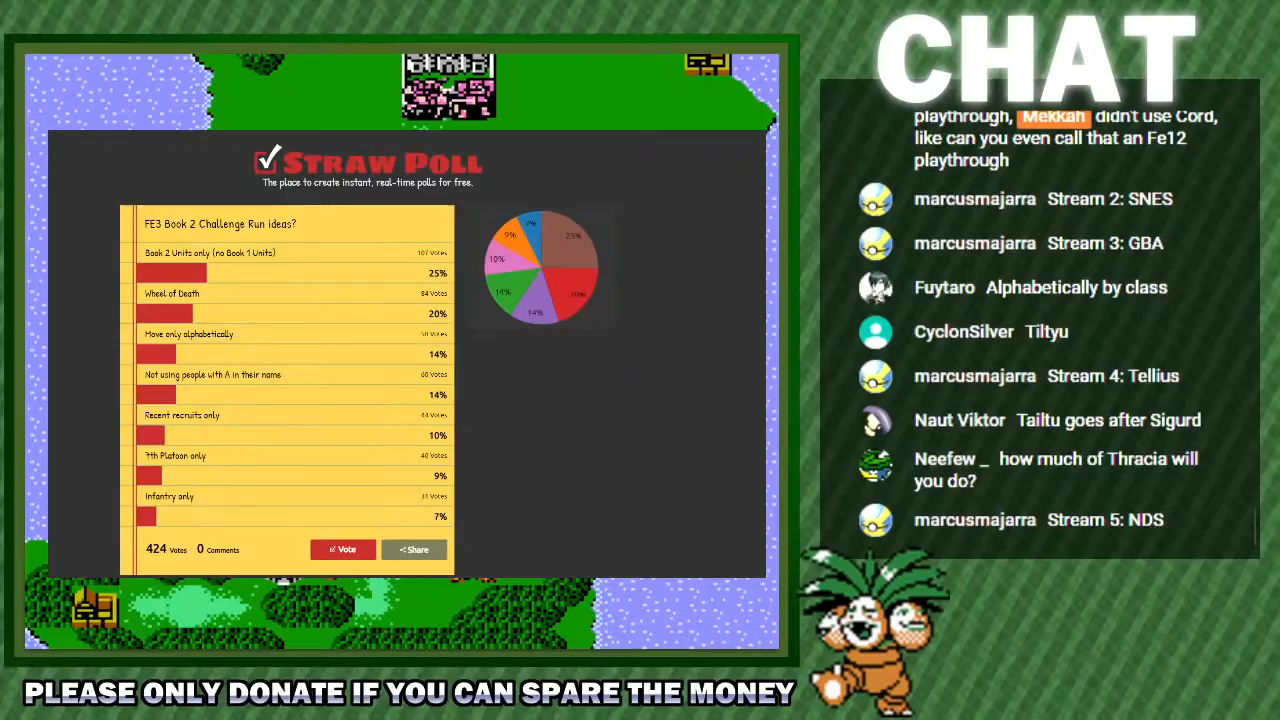 CHAT
STRAW POLL
The place to create instant, real-time polls for free.
FE3 Book 2 Challenge Run ideas?
Book 2 Units only (no Book 1 Units) 107 Votes
25%
Wheel of Death 84 Votes
20%
Move only alphabetically 58 Votes
14%
Not using people with A in their name 60 Votes
14%
Recent recruits only 44 Votes
10%
7th Platoon only 40 Votes
9%
Infantry only 31 Votes
7%
424 Votes 0 Comments Vote Share
7%
25%
9%
10%
14%
14%
20%
playthrough, Mekkah didn't use Cord,
like can you even call that an Fe12
playthrough
marcusmajarra Stream 2: SNES
marcusmajarra Stream 3: GBA
Fuytaro Alphabetically by class
CyclonSilver Tiltyu
marcusmajarra Stream 4: Tellius
Naut Viktor Tailtu goes after Sigurd
Neefew _ how much of Thracia will
you do?
marcusmajarra Stream 5: NDS
PLEASE ONLY DONATE IF YOU CAN SPARE THE MONEY